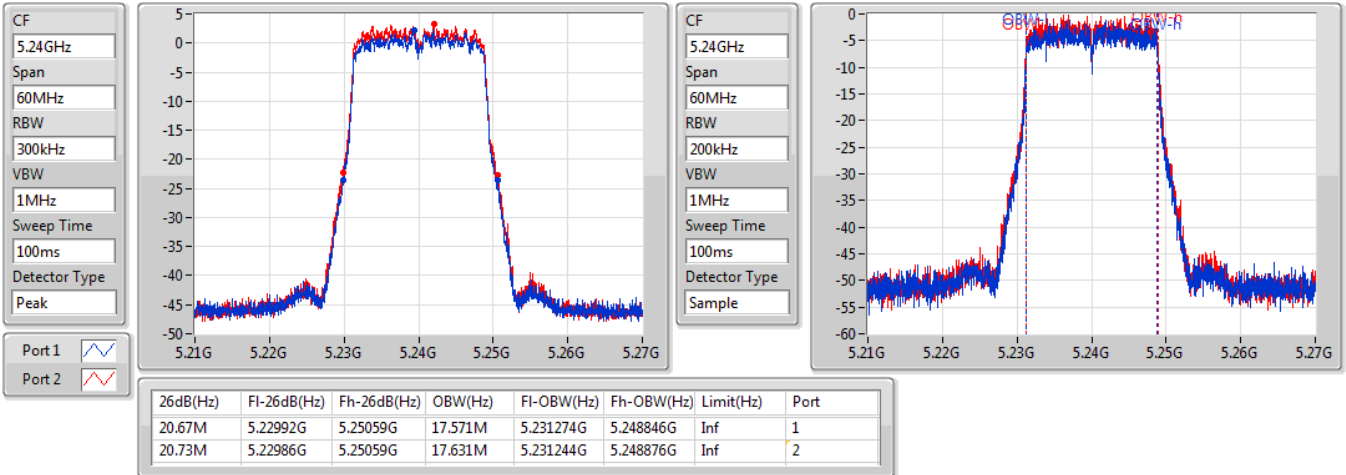 CF
5.24GHz
Span
60MHz
RBW
300kHz
VBW
1MHz
Sweep Time
100ms
Detector Type
Peak
Port 1
Port 2
5
0
-5
-10
-15
-20
-25
-30
-35
-40
-45
-50
5.21G 5.22G 5.23G 5.24G 5.25G 5.26G 5.27G
CF
5.24GHz
Span
60MHz
RBW
200kHz
VBW
1MHz
Sweep Time
100ms
Detector Type
Sample
OBW-h
OBW-h
0
-5
-10
-15
-20
-25
-30
-35
-40
-45
-50
-55
-60
5.21G 5.22G 5.23G 5.24G 5.25G 5.26G 5.27G
26dB(Hz) Fl-26dB(Hz) Fh-26dB(Hz) OBW(Hz) Fl-OBW(Hz) Fh-OBW(Hz) Limit(Hz) Port
20.67M 5.22992G 5.25059G 17.571M 5.231274G 5.248846G Inf 1
20.73M 5.22986G 5.25059G 17.631M 5.231244G 5.248876G Inf 2